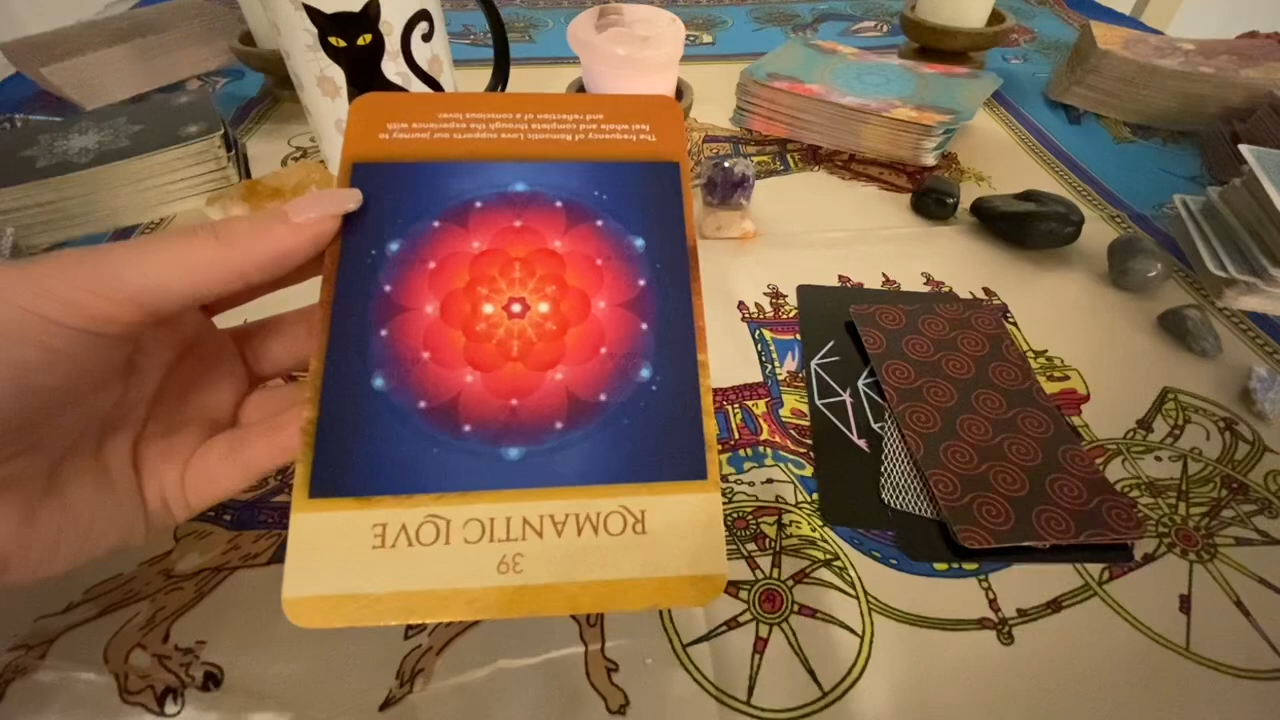 39
ROMANTIC LOVE
The frequency of Romantic Love supports our journey to
feel whole and complete through the experience with
and reflection of a conscious lover.